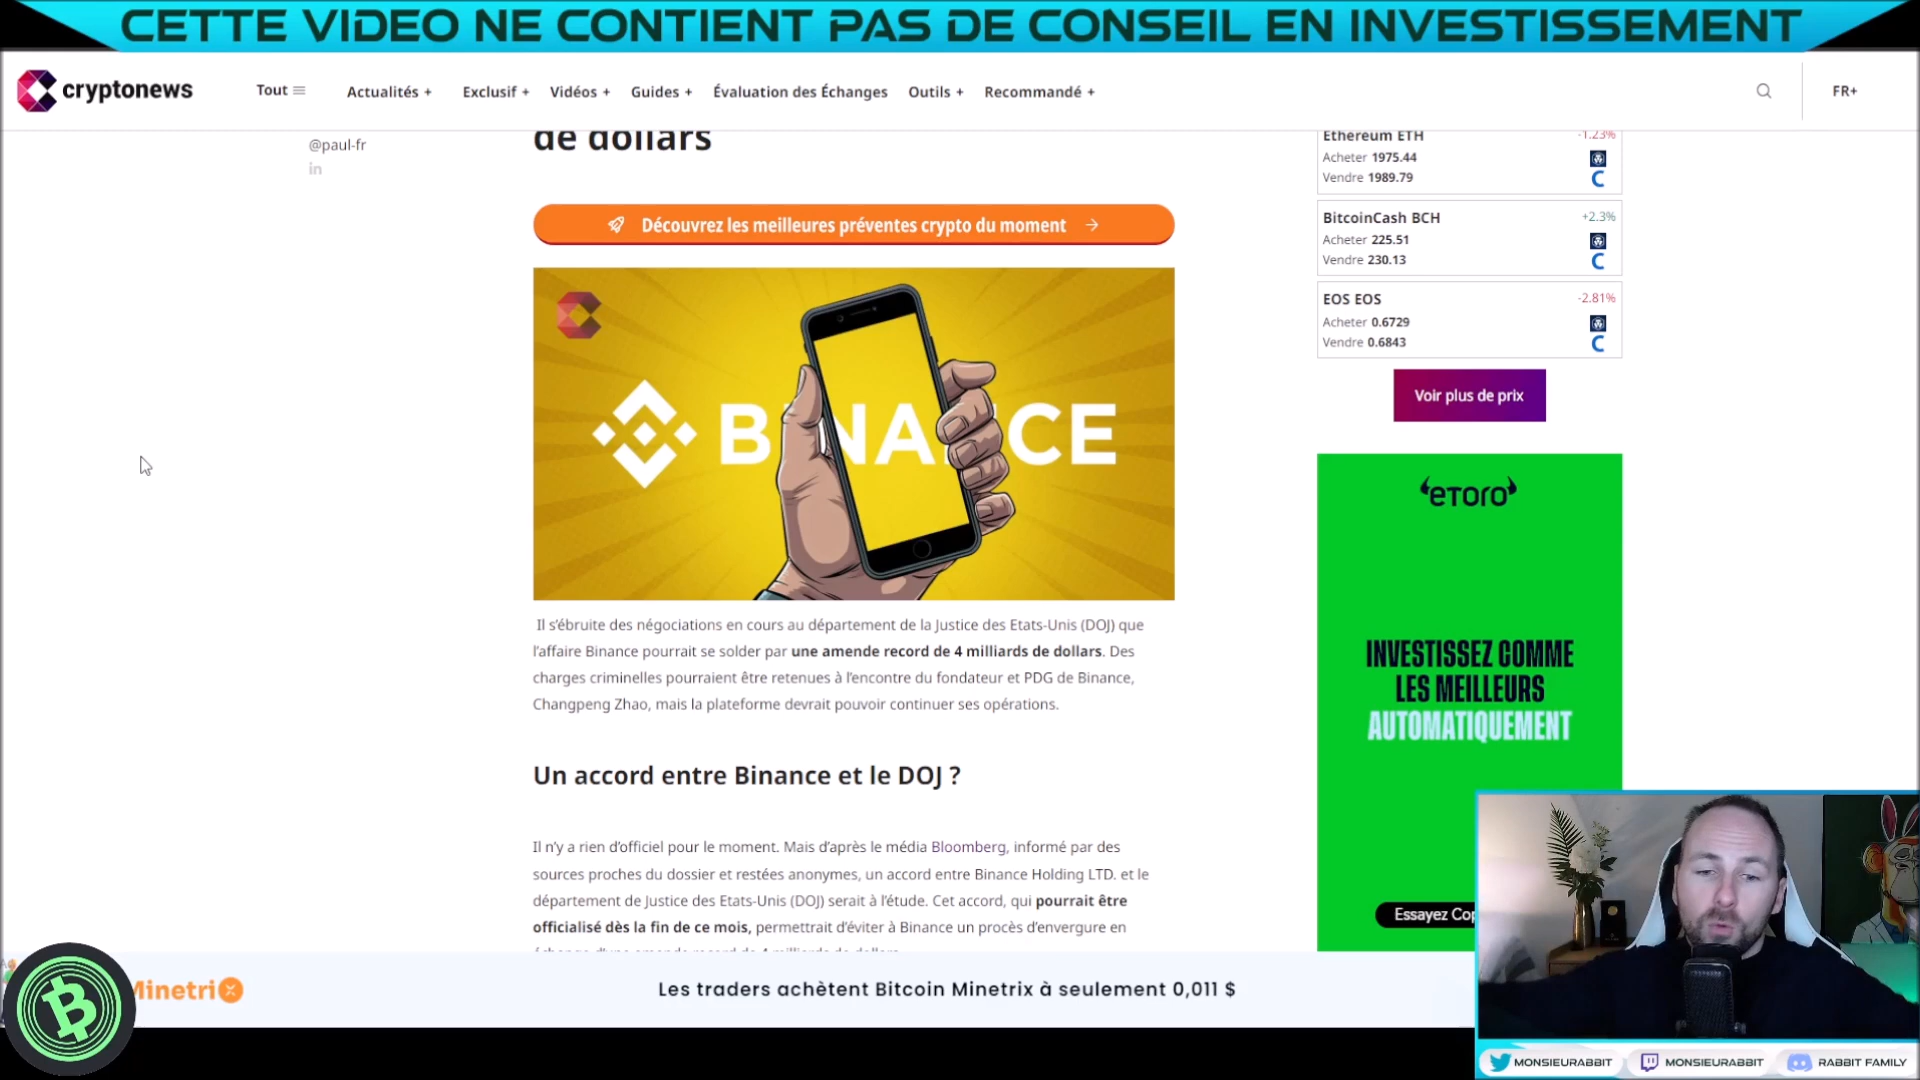 CETTE VIDEO NE CONTIENT PAS DE CONSEIL EN INVESTISSEMENT
cryptonews
Tout
Actualités +
Exclusif +
Vidéos +
Guides +
Évaluation des Échanges
Outils +
Recommandé +
FR+
@paul-fr
in
de dollars
Découvrez les meilleures préventes crypto du moment
BINANCE
Il s’ébruite des négociations en cours au département de la Justice des Etats-Unis (DOJ) que
l’affaire Binance pourrait se solder par une amende record de 4 milliards de dollars. Des
charges criminelles pourraient être retenues à l’encontre du fondateur et PDG de Binance,
Changpeng Zhao, mais la plateforme devrait pouvoir continuer ses opérations.
Un accord entre Binance et le DOJ ?
Il n’y a rien d’officiel pour le moment. Mais d’après le média Bloomberg, informé par des
sources proches du dossier et restées anonymes, un accord entre Binance Holding LTD. et le
département de Justice des Etats-Unis (DOJ) serait à l’étude. Cet accord, qui pourrait être
officialisé dès la fin de ce mois, permettrait d’éviter à Binance un procès d’envergure en
Ethereum ETH
-1.23%
Acheter 1975.44
Vendre 1989.79
BitcoinCash BCH
+2.3%
Acheter 225.51
Vendre 230.13
EOS EOS
-2.81%
Acheter 0.6729
Vendre 0.6843
Voir plus de prix
eTORO
INVESTISSEZ COMME
LES MEILLEURS
AUTOMATIQUEMENT
Essayez Cop
Minetri
Les traders achètent Bitcoin Minetrix à seulement 0,011 $
MONSIEURABBIT
MONSIEURABBIT
RABBIT FAMILY